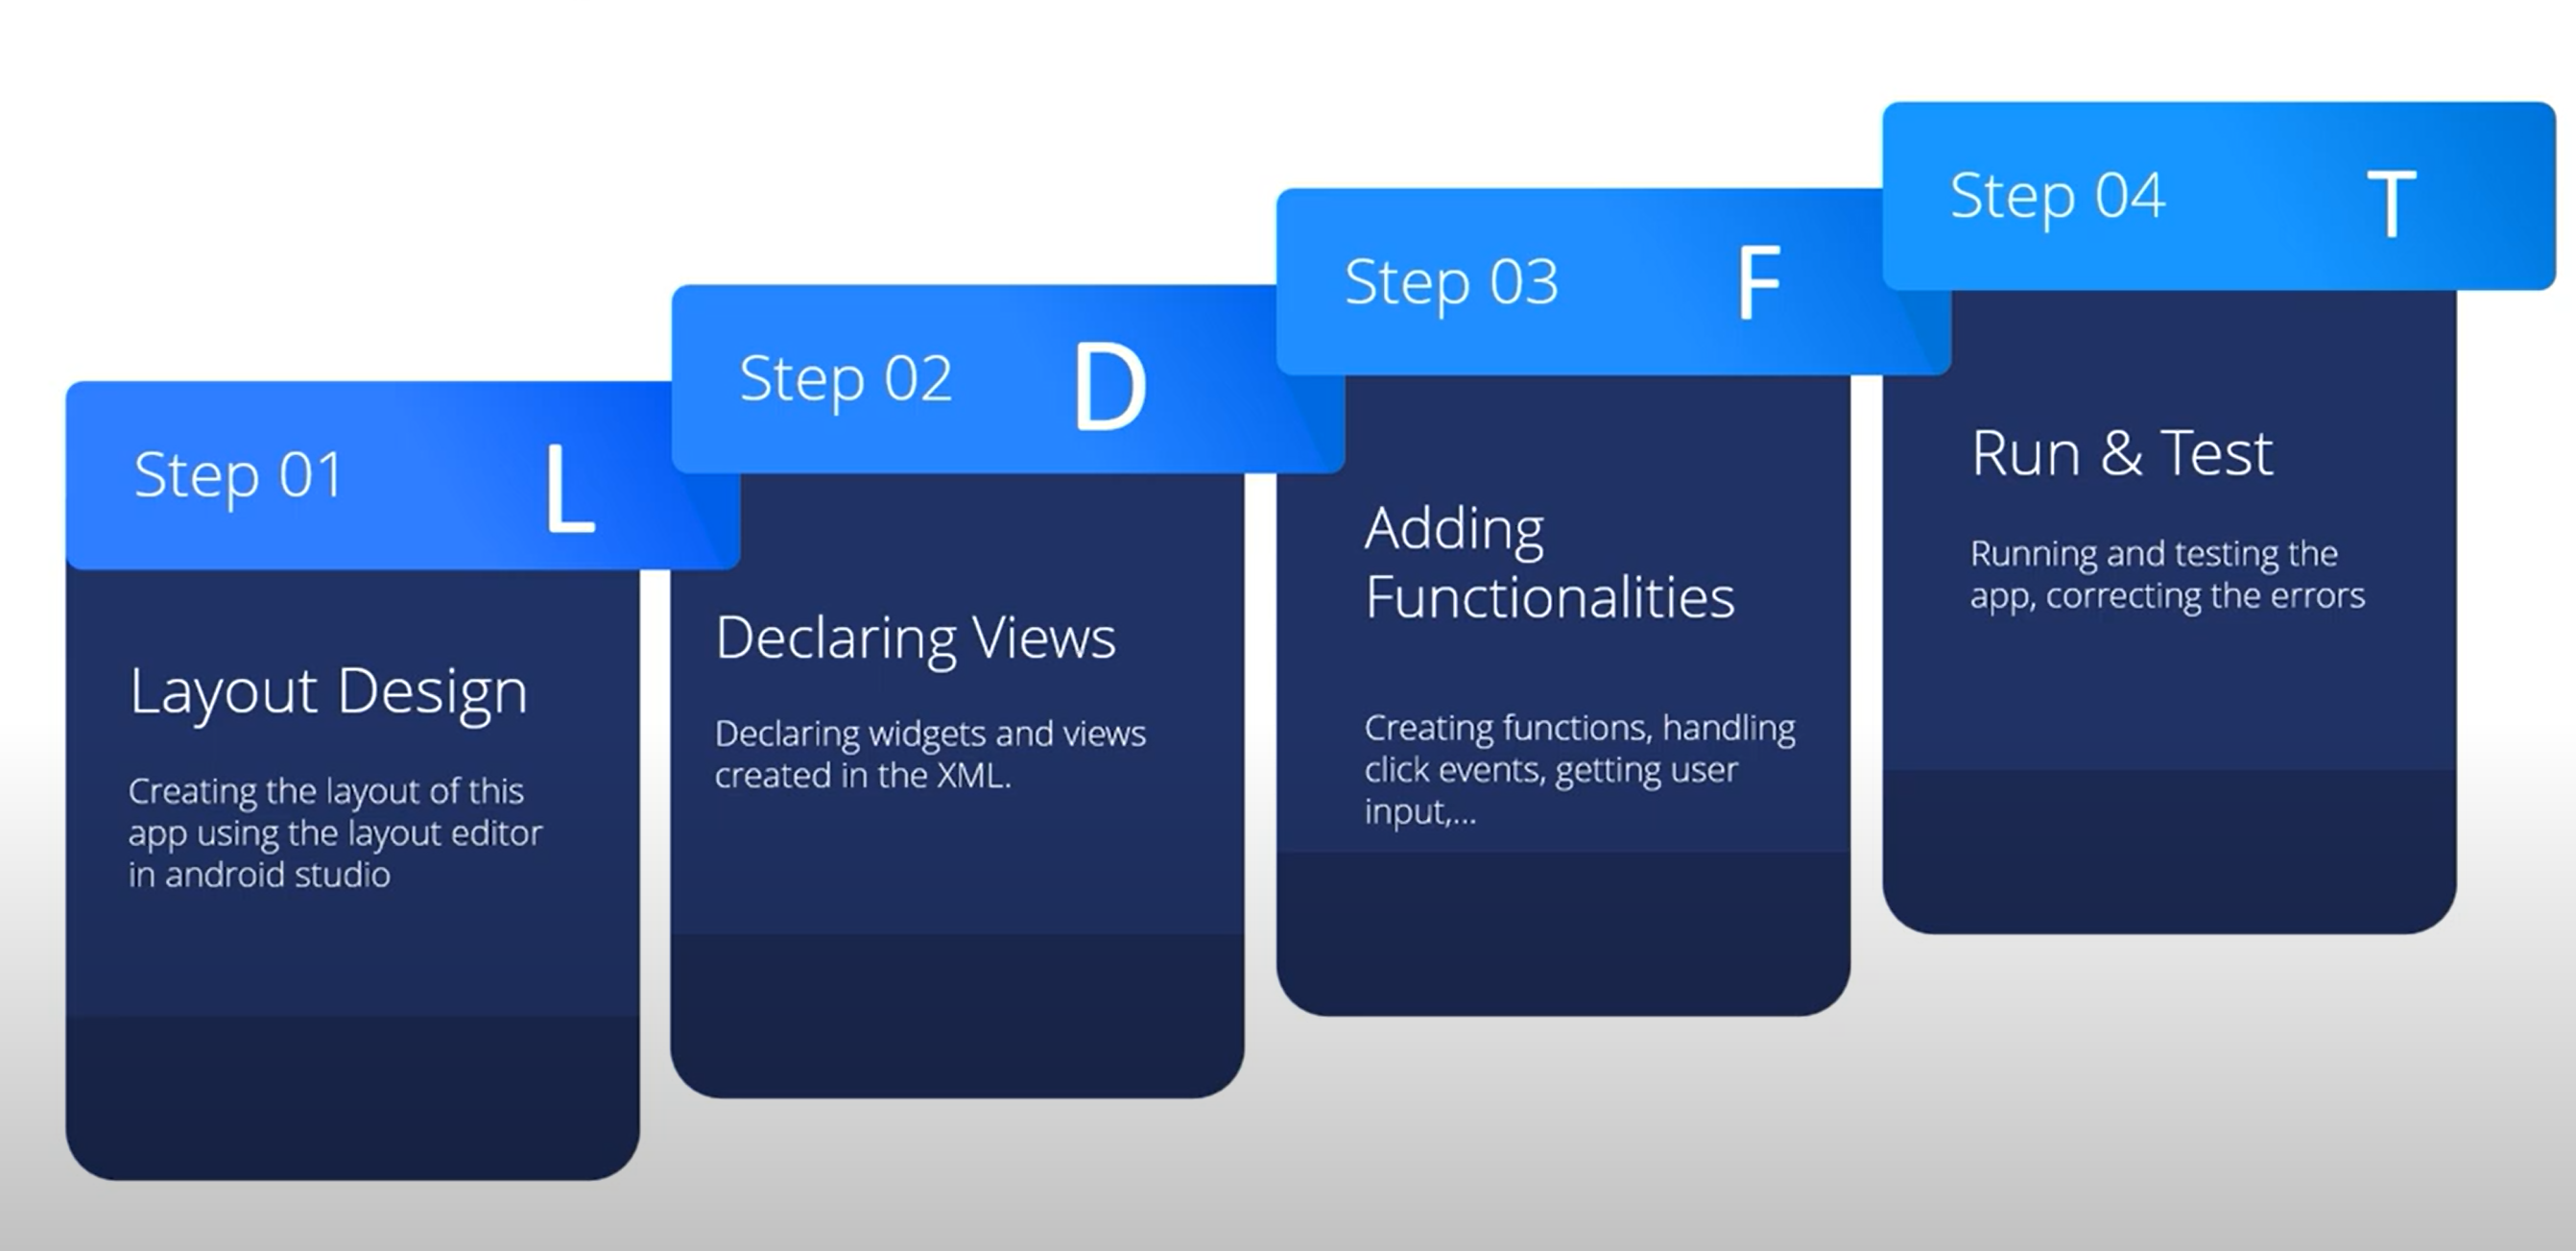 Step 01
L
Layout Design
Creating the layout of this
app using the layout editor
in android studio
Step 02
D
Declaring Views
Declaring widgets and views
created in the XML.
Step 03
F
Adding
Functionalities
Creating functions, handling
click events, getting user
input,...
Step 04
T
Run & Test
Running and testing the
app, correcting the errors